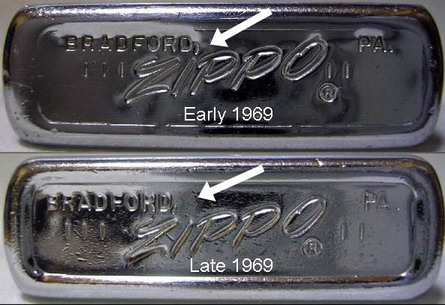 BRADFORD, PA.
||| ZIPPO || ®
Early 1969
BRADFORD. PA.
||| ZIPPO || ®
Late 1969